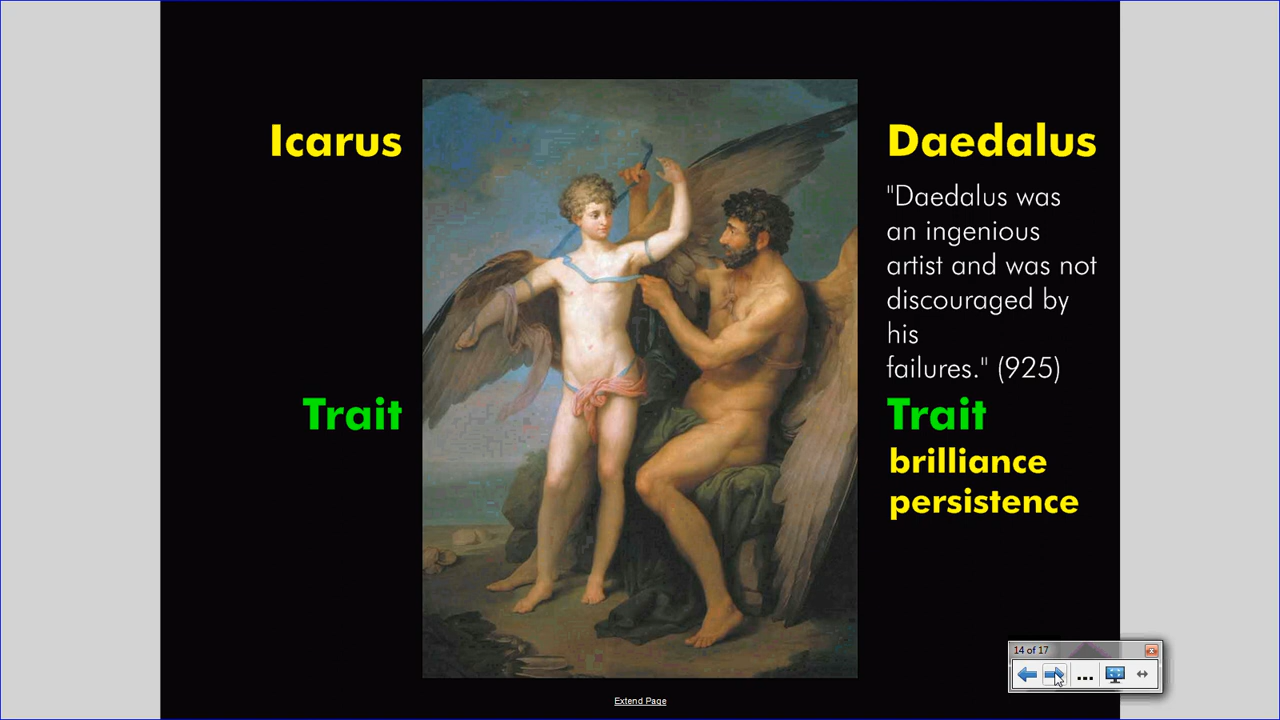 Icarus
Trait
Daedalus
"Daedalus was
an ingenious
artist and was not
discouraged by
his
failures." (925)
Trait
brilliance
persistence
14 of 17
...
Extend Page